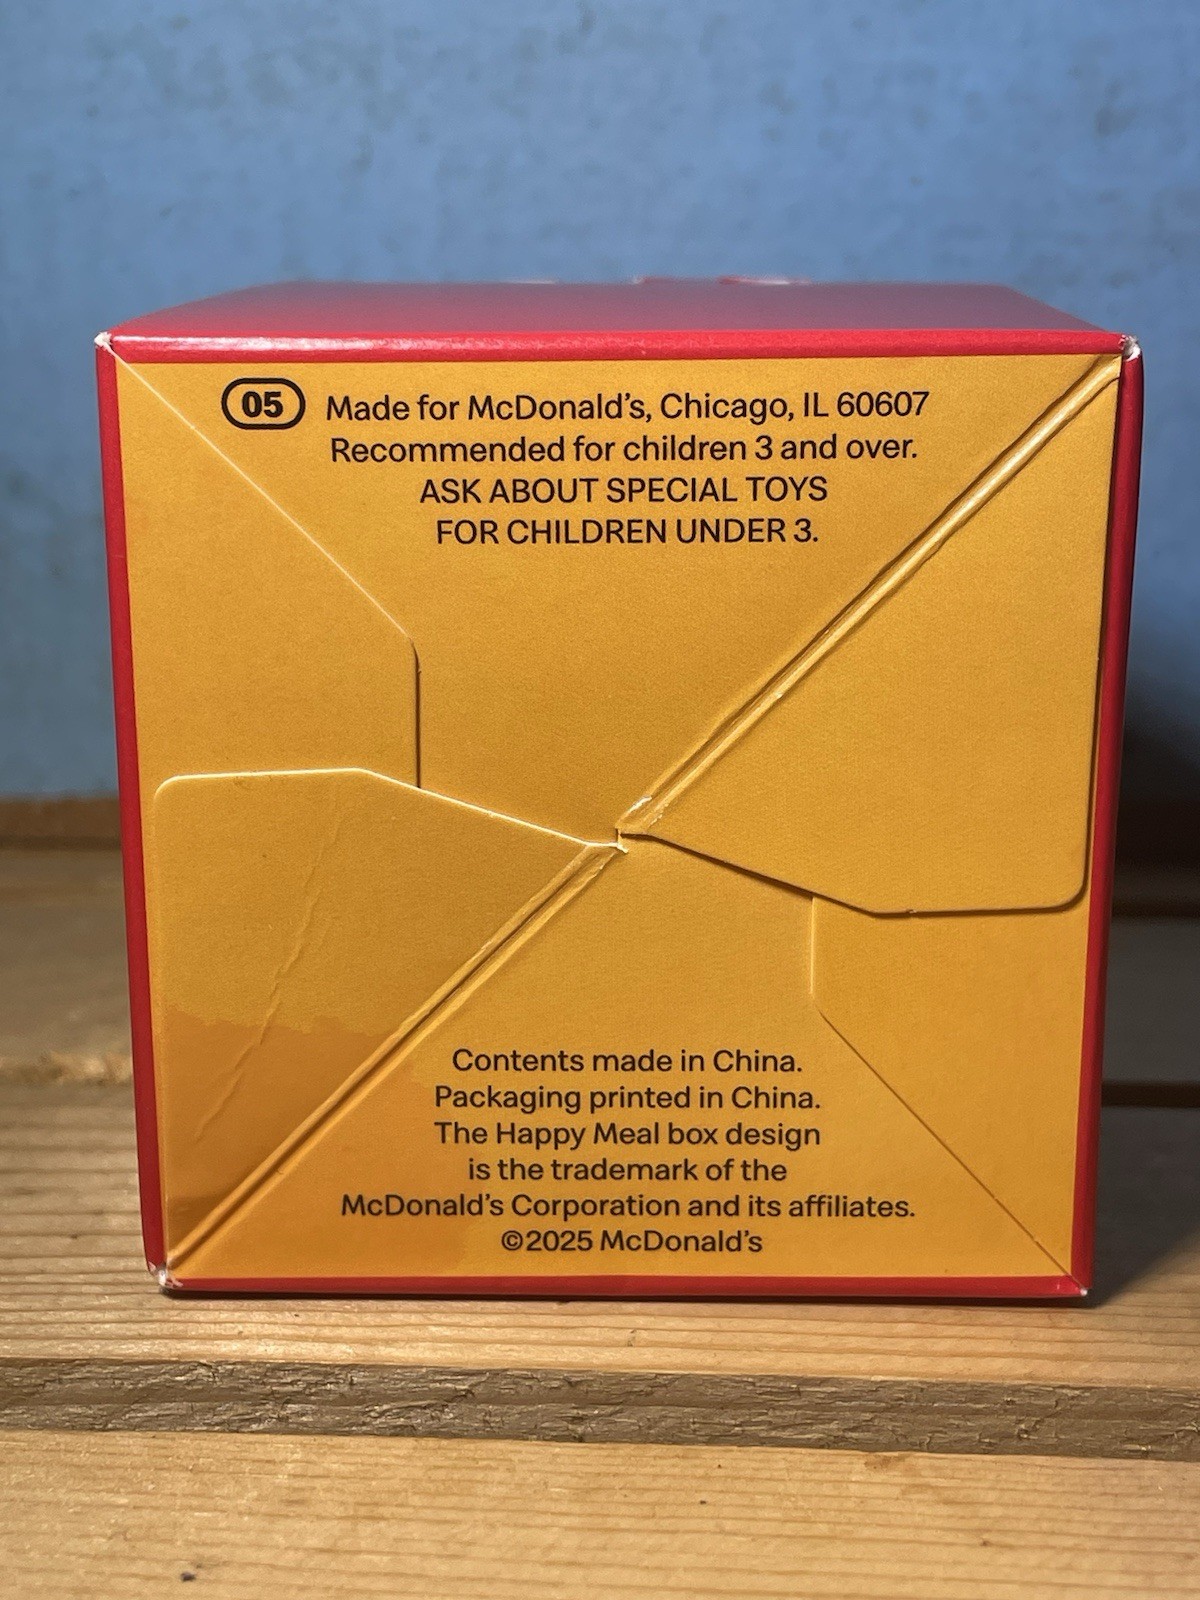 05 Made for McDonald's, Chicago, IL 60607
Recommended for children 3 and over.
ASK ABOUT SPECIAL TOYS
FOR CHILDREN UNDER 3.
Contents made in China.
Packaging printed in China.
The Happy Meal box design
is the trademark of the
McDonald's Corporation and its affiliates.
©2025 McDonald's